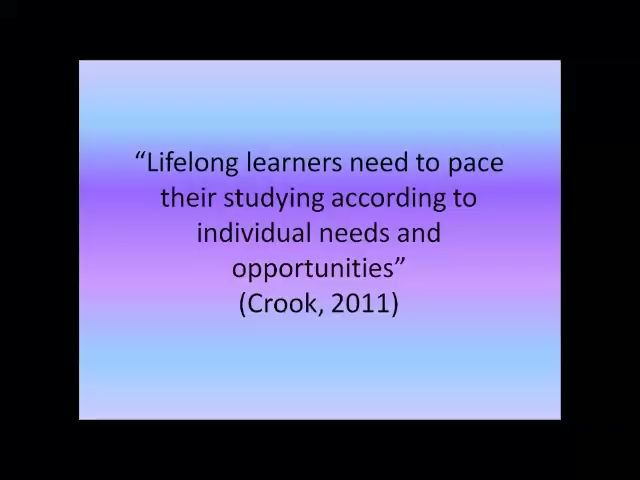 “Lifelong learners need to pace
their studying according to
individual needs and
opportunities”
(Crook, 2011)